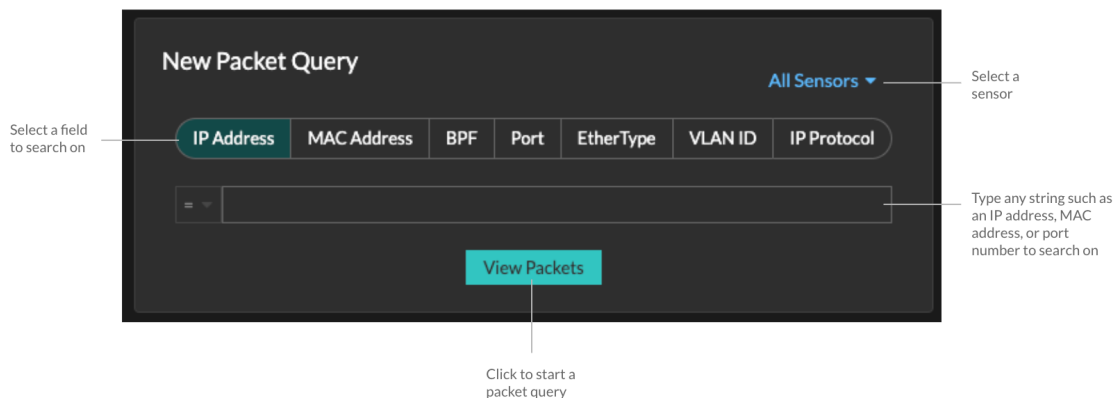 New Packet Query
All Sensors
Select a
sensor
Select a field
to search on
IP Address MAC Address BPF Port EtherType VLAN ID IP Protocol
=
Type any string such as
an IP address, MAC
address, or port
number to search on
View Packets
Click to start a
packet query